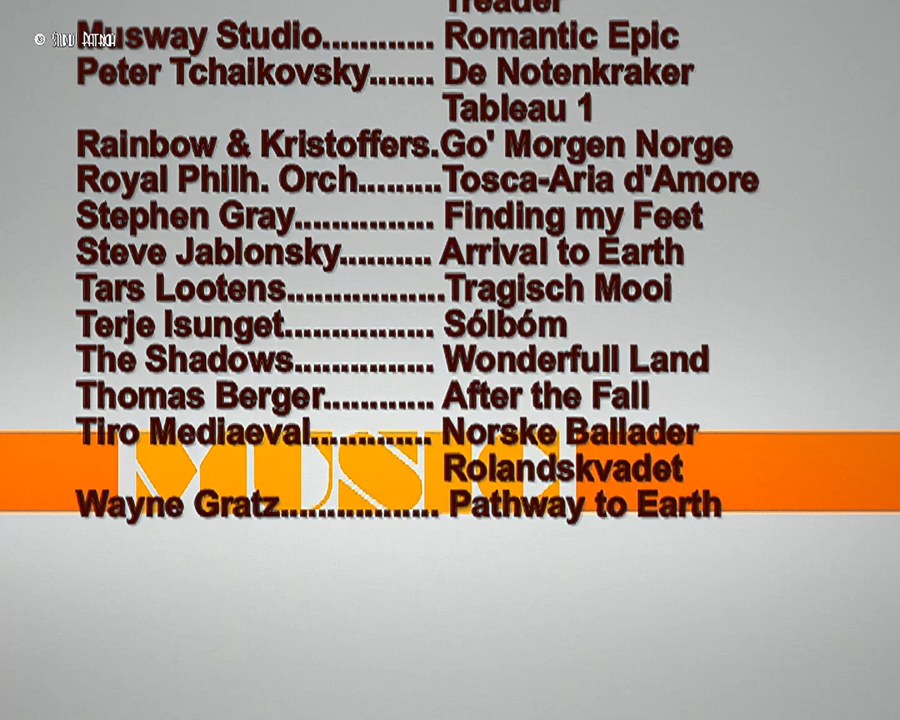 Treader
© Studio Patrick
Musway Studio............ Romantic Epic
Peter Tchaikovsky........ De Notenkraker
Tableau 1
Rainbow & Kristoffers.Go' Morgen Norge
Royal Philh. Orch.........Tosca-Aria d'Amore
Stephen Gray............... Finding my Feet
Steve Jablonsky.......... Arrival to Earth
Tars Lootens.................Tragisch Mooi
Terje Isunget................ Sólbóm
The Shadows............... Wonderfull Land
Thomas Berger............ After the Fall
Tiro Mediaeval............. Norske Ballader
Rolandskvadet
MUSIC
Wayne Gratz................. Pathway to Earth